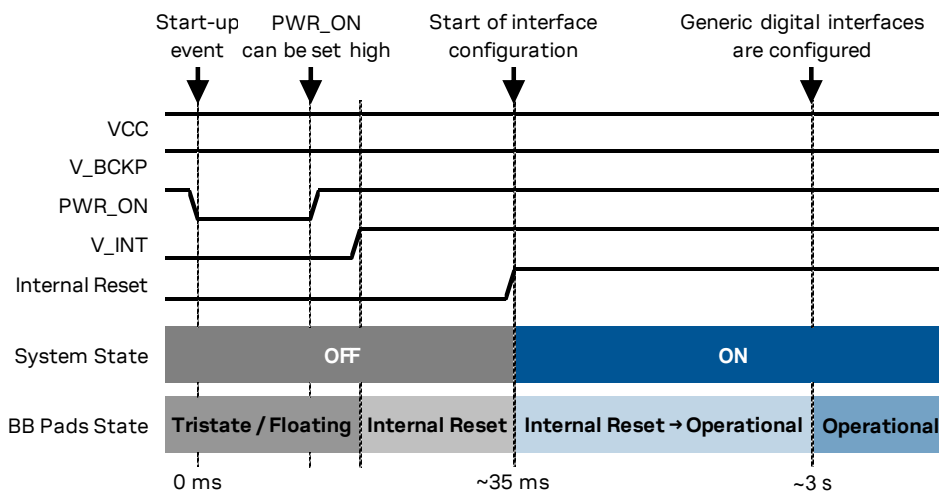 Start-up
event
PWR_ON
can be set high
Start of interface
configuration
Generic digital interfaces
are configured
VCC
V_BCKP
PWR_ON
V_INT
Internal Reset
System State
OFF
ON
BB Pads State
Tristate / Floating
Internal Reset
Internal Reset → Operational
Operational
0 ms
~35 ms
~3 s